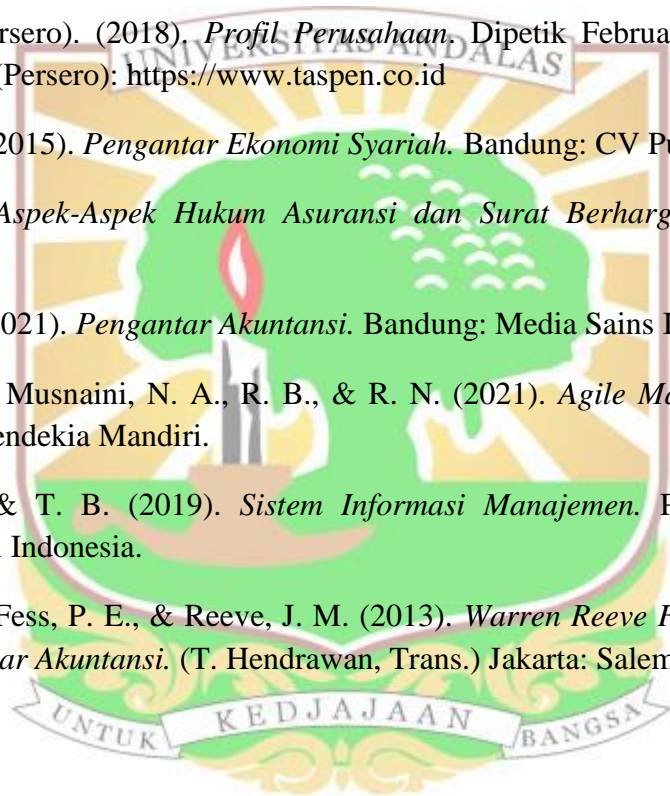 ersero). (2018). Profil Perusahaan. Dipetik Februa
UNIVERSITAS ANDALAS
(Persero): https://www.taspen.co.id
2015). Pengantar Ekonomi Syariah. Bandung: CV Pu
Aspek-Aspek Hukum Asuransi dan Surat Berharg
021). Pengantar Akuntansi. Bandung: Media Sains I
Musnaini, N. A., R. B., & R. N. (2021). Agile Ma
endekia Mandiri.
& T. B. (2019). Sistem Informasi Manajemen. P
Indonesia.
Fess, P. E., & Reeve, J. M. (2013). Warren Reeve F
ar Akuntansi. (T. Hendrawan, Trans.) Jakarta: Salem
UNTUK KEDJAJAAN BANGSA